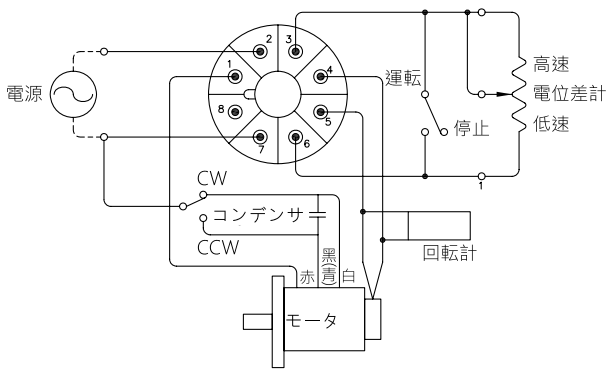 電源
2
3
1
4
8
5
7
6
運転
停止
高速
電位差計
低速
1
CW
コンデンサ
CCW
回転計
赤
黒(青)
白
モータ